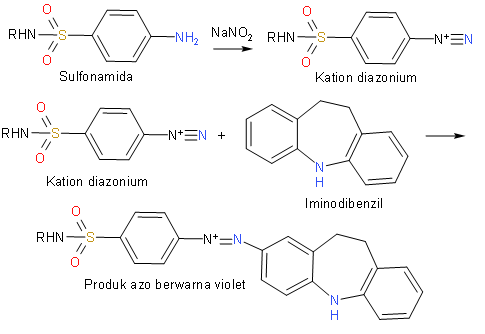 O
RHN
S
NH2
O
Sulfonamida
NaNO2
O
RHN
S
N+
N
O
Kation diazonium
O
RHN
S
N+
N
O
Kation diazonium
+
N
H
Iminodibenzil
O
RHN
S
N+
N
O
N
H
Produk azo berwarna violet